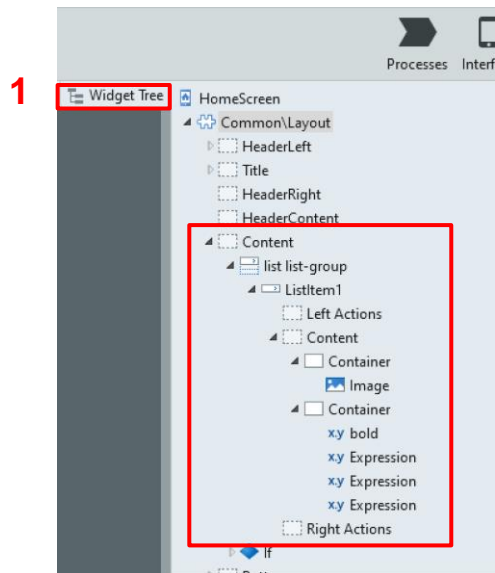 Processes
Interf
1
Widget Tree
HomeScreen
Common\Layout
HeaderLeft
Title
HeaderRight
HeaderContent
Content
list list-group
ListItem1
Left Actions
Content
Container
Image
Container
x.y bold
x.y Expression
x.y Expression
x.y Expression
Right Actions
If